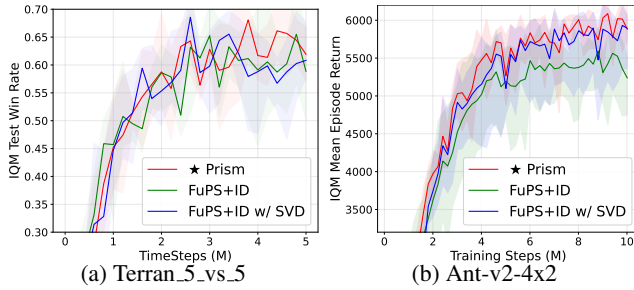 IQM Test Win Rate
0.70
0.65
0.60
0.55
0.50
0.45
0.40
0.35
0.30
★ Prism
FuPS+ID
FuPS+ID w/ SVD
0 1 2 3 4 5
TimeSteps (M)
(a) Terran_5_vs_5
IQM Mean Episode Return
6000
5500
5000
4500
4000
3500
★ Prism
FuPS+ID
FuPS+ID w/ SVD
0 2 4 6 8 10
Training Steps (M)
(b) Ant-v2-4x2